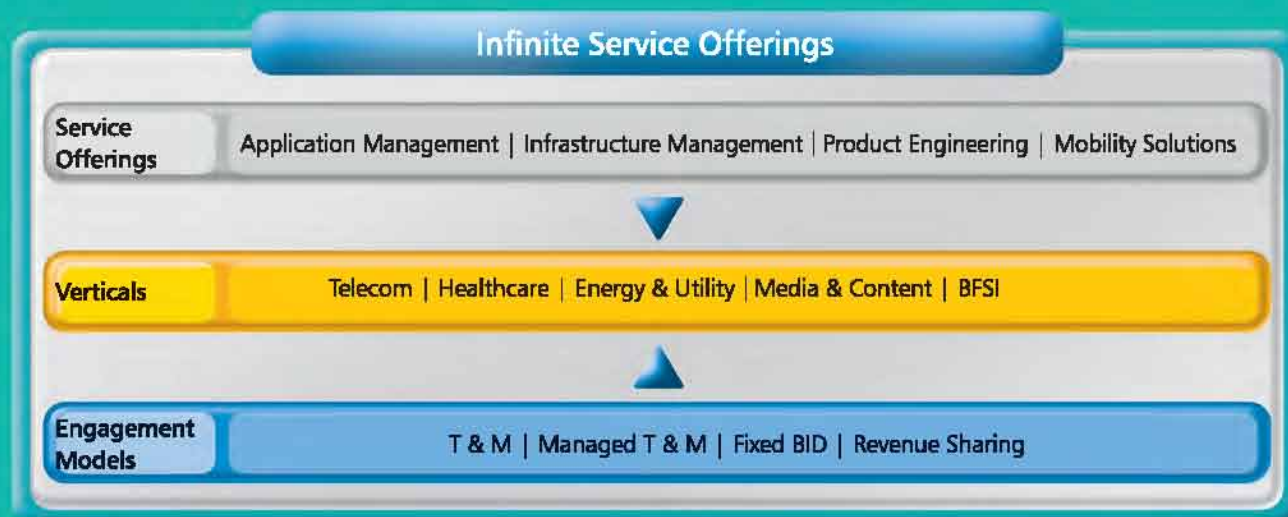 Infinite Service Offerings
Service
Offerings
Application Management | Infrastructure Management | Product Engineering | Mobility Solutions
Verticals
Telecom | Healthcare | Energy & Utility | Media & Content | BFSI
Engagement
Models
T & M | Managed T & M | Fixed BID | Revenue Sharing